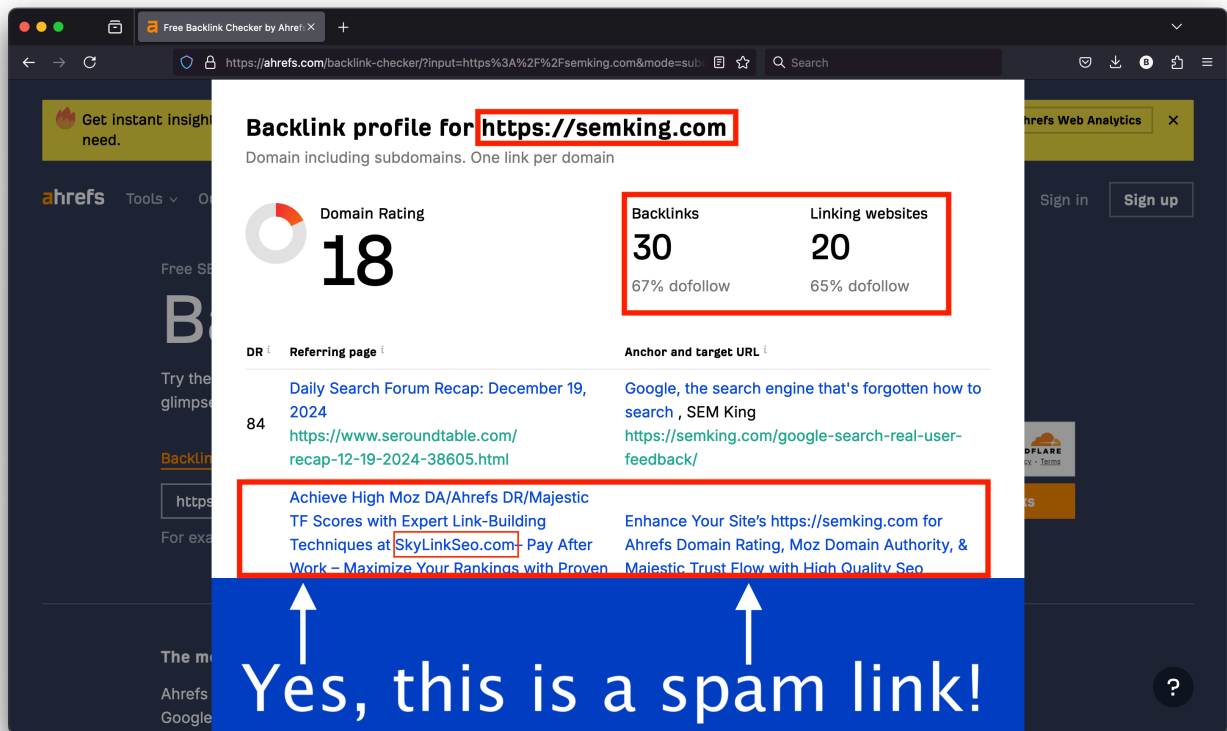 Free Backlink Checker by Ahrefs
https://ahrefs.com/backlink-checker/?input=https%3A%2F%2Fsemking.com&mode=sub
Search
B
Get instant insigh
need.
hrefs Web Analytics
ahrefs
Tools
Sign in
Sign up
Free SE
Try the
glimpse
Backlin
https
For exa
DFLARE
Terms
ks
The m
Ahrefs
Google
?
Backlink profile for https://semking.com
Domain including subdomains. One link per domain
Domain Rating
18
Backlinks
30
67% dofollow
Linking websites
20
65% dofollow
DR
Referring page
Anchor and target URL
84
Daily Search Forum Recap: December 19,
2024
https://www.seroundtable.com/
recap-12-19-2024-38605.html
Google, the search engine that's forgotten how to
search , SEM King
https://semking.com/google-search-real-user-
feedback/
Achieve High Moz DA/Ahrefs DR/Majestic
TF Scores with Expert Link-Building
Techniques at SkyLinkSeo.com– Pay After
Work – Maximize Your Rankings with Proven
Enhance Your Site’s https://semking.com for
Ahrefs Domain Rating, Moz Domain Authority, &
Majestic Trust Flow with High Quality Seo
Yes, this is a spam link!